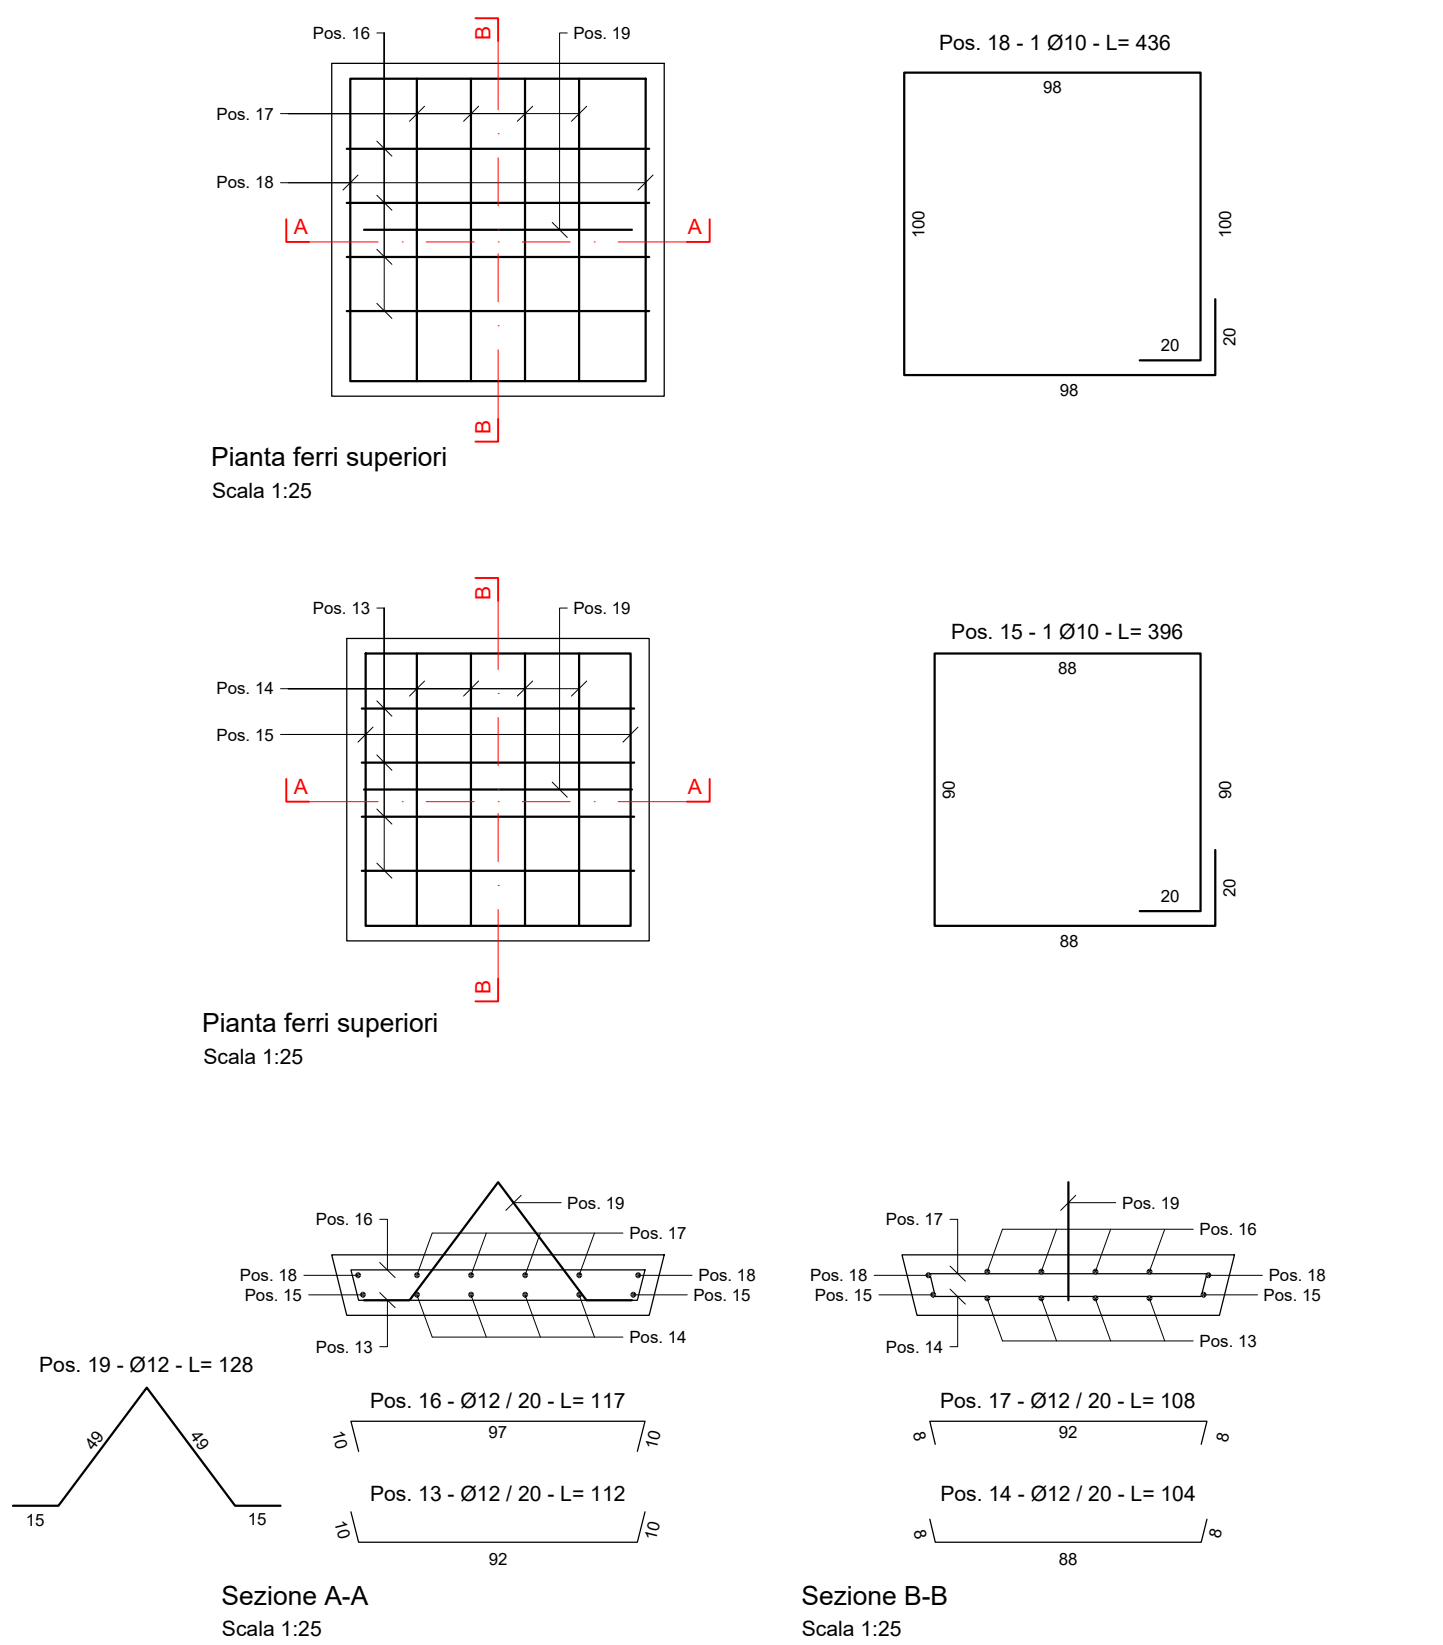 Pos. 16
B
Pos. 19
Pos. 17
Pos. 18
A
A
B
Pianta ferri superiori
Scala 1:25
Pos. 18 - 1 Ø10 - L= 436
98
100
100
20
20
98
Pos. 13
B
Pos. 19
Pos. 14
Pos. 15
A
A
B
Pianta ferri superiori
Scala 1:25
Pos. 15 - 1 Ø10 - L= 396
88
90
90
20
20
88
Pos. 19
Pos. 16
Pos. 17
Pos. 18
Pos. 18
Pos. 15
Pos. 15
Pos. 13
Pos. 14
Pos. 19
Pos. 17
Pos. 16
Pos. 18
Pos. 18
Pos. 15
Pos. 15
Pos. 14
Pos. 13
Pos. 19 - Ø12 - L= 128
49
49
15
15
Pos. 16 - Ø12 / 20 - L= 117
97
10
10
Pos. 13 - Ø12 / 20 - L= 112
10
10
92
Sezione A-A
Scala 1:25
Pos. 17 - Ø12 / 20 - L= 108
92
8
8
Pos. 14 - Ø12 / 20 - L= 104
8
8
88
Sezione B-B
Scala 1:25